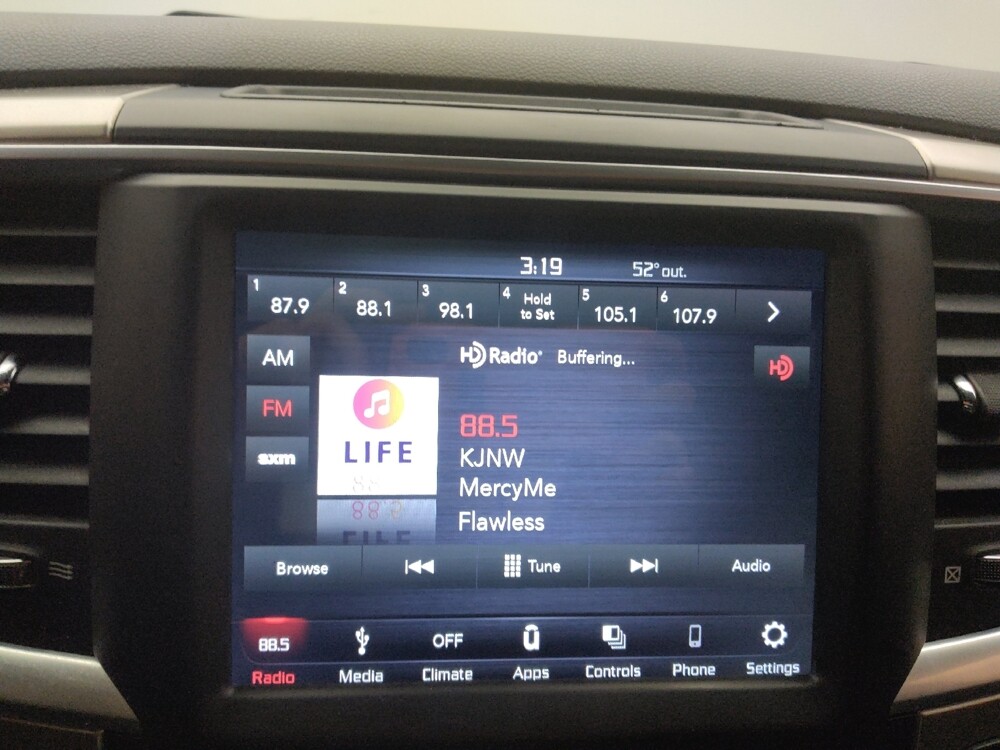 3:19 52° out.
1 87.9 2 88.1 3 98.1 4 Hold to Set 5 105.1 6 107.9
AM
HD Radio Buffering...
HD
FM
sxm
LIFE
88.5
KJNW
MercyMe
Flawless
Browse Tune Audio
88.5 OFF
Radio Media Climate Apps Controls Phone Settings